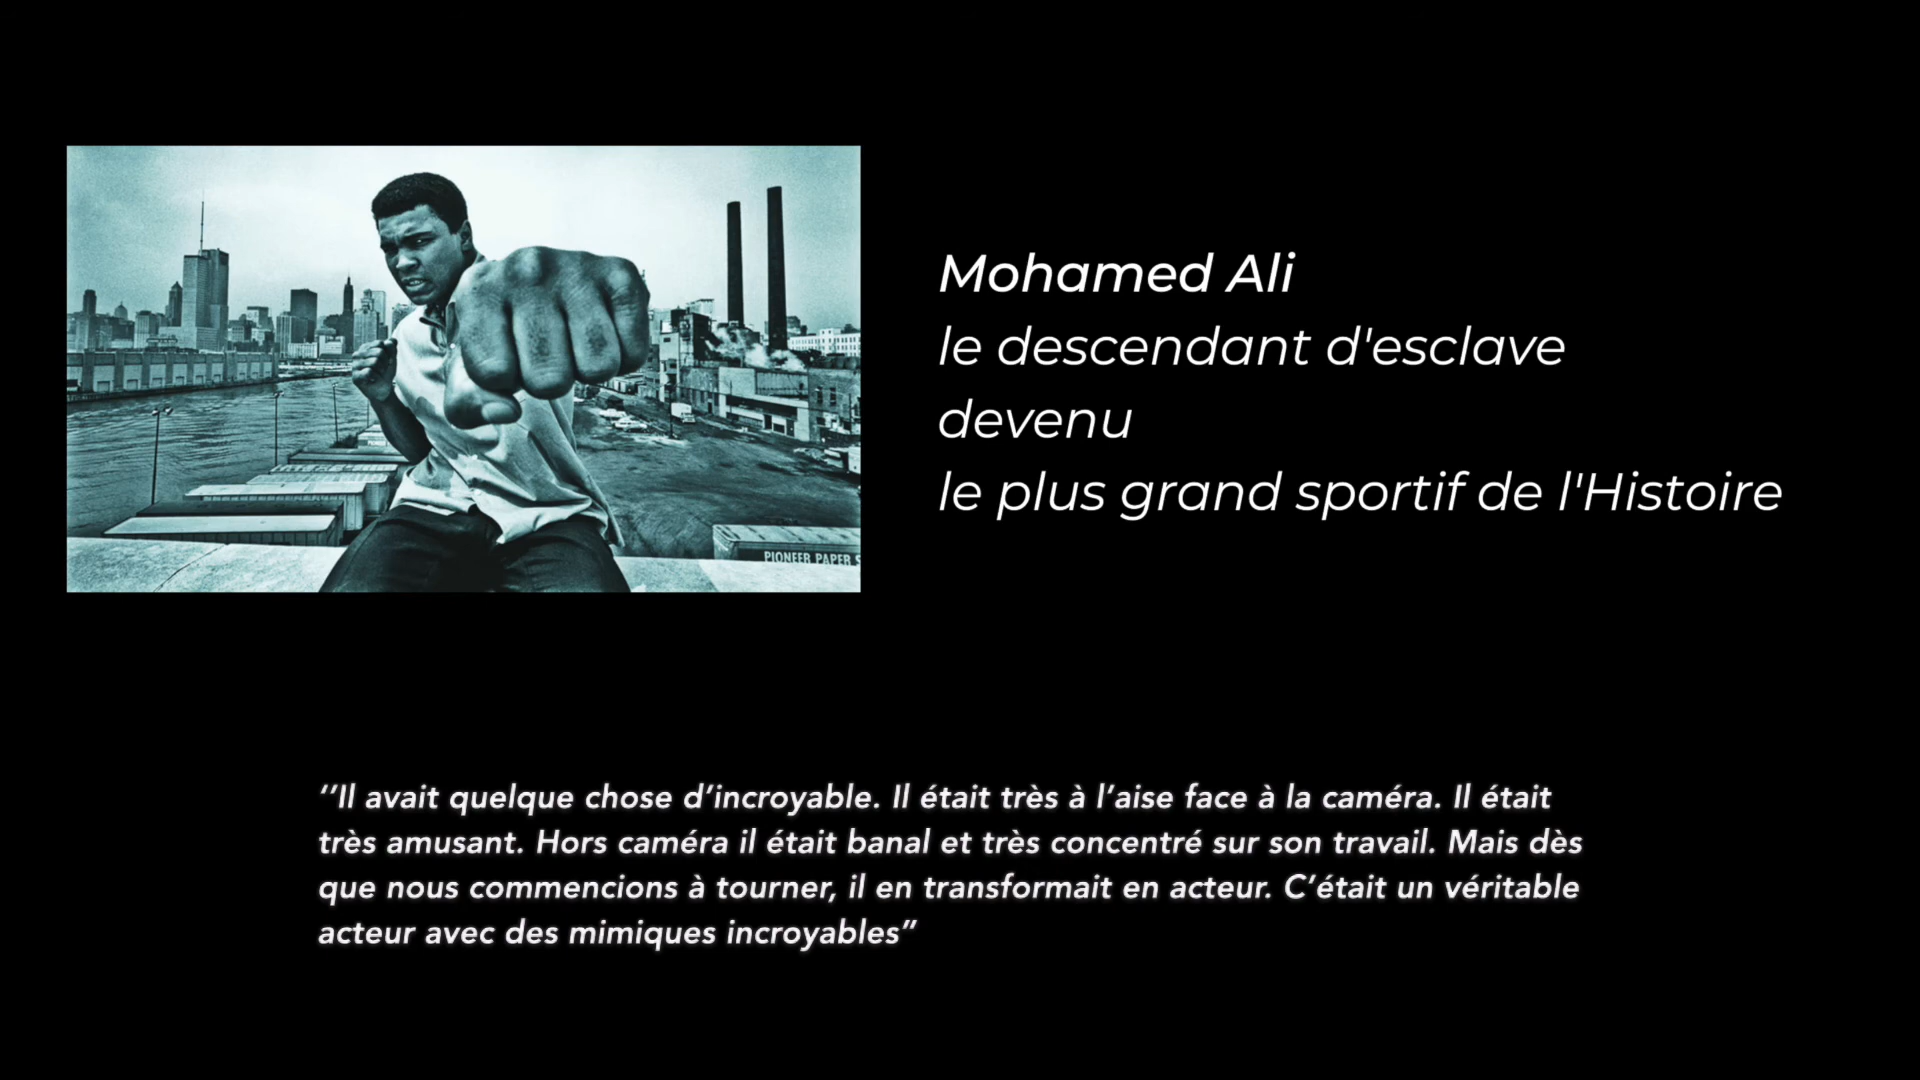 Mohamed Ali
le descendant d'esclave
devenu
le plus grand sportif de l'Histoire
PIONEER PAPER S
‘’Il avait quelque chose d’incroyable. Il était très à l’aise face à la caméra. Il était
très amusant. Hors caméra il était banal et très concentré sur son travail. Mais dès
que nous commencions à tourner, il en transformait en acteur. C’était un véritable
acteur avec des mimiques incroyables”